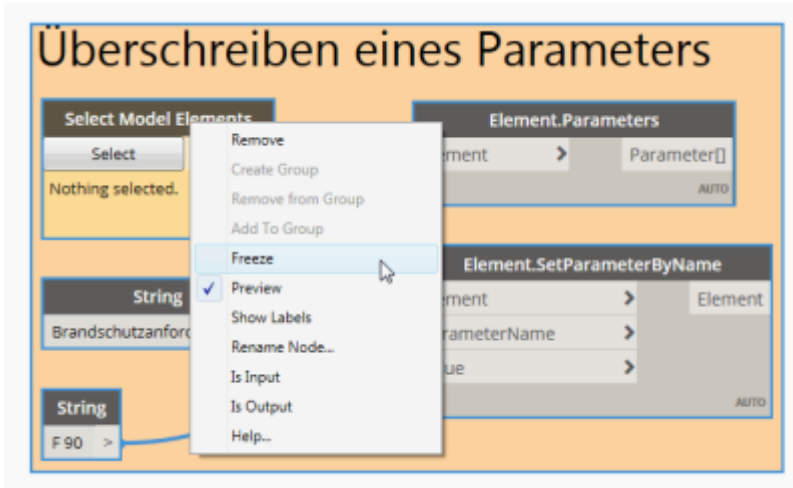 Überschreiben eines Parameters
Select Model Elements
Select
Nothing selected.
String
Brandschutzanford
String
F 90 >
Remove
Create Group
Remove from Group
Add To Group
Freeze
Preview
Show Labels
Rename Node...
Is Input
Is Output
Help...
Element.Parameters
ement > Parameter[]
AUTO
Element.SetParameterByName
ement > Element
rameterName >
ue >
AUTO